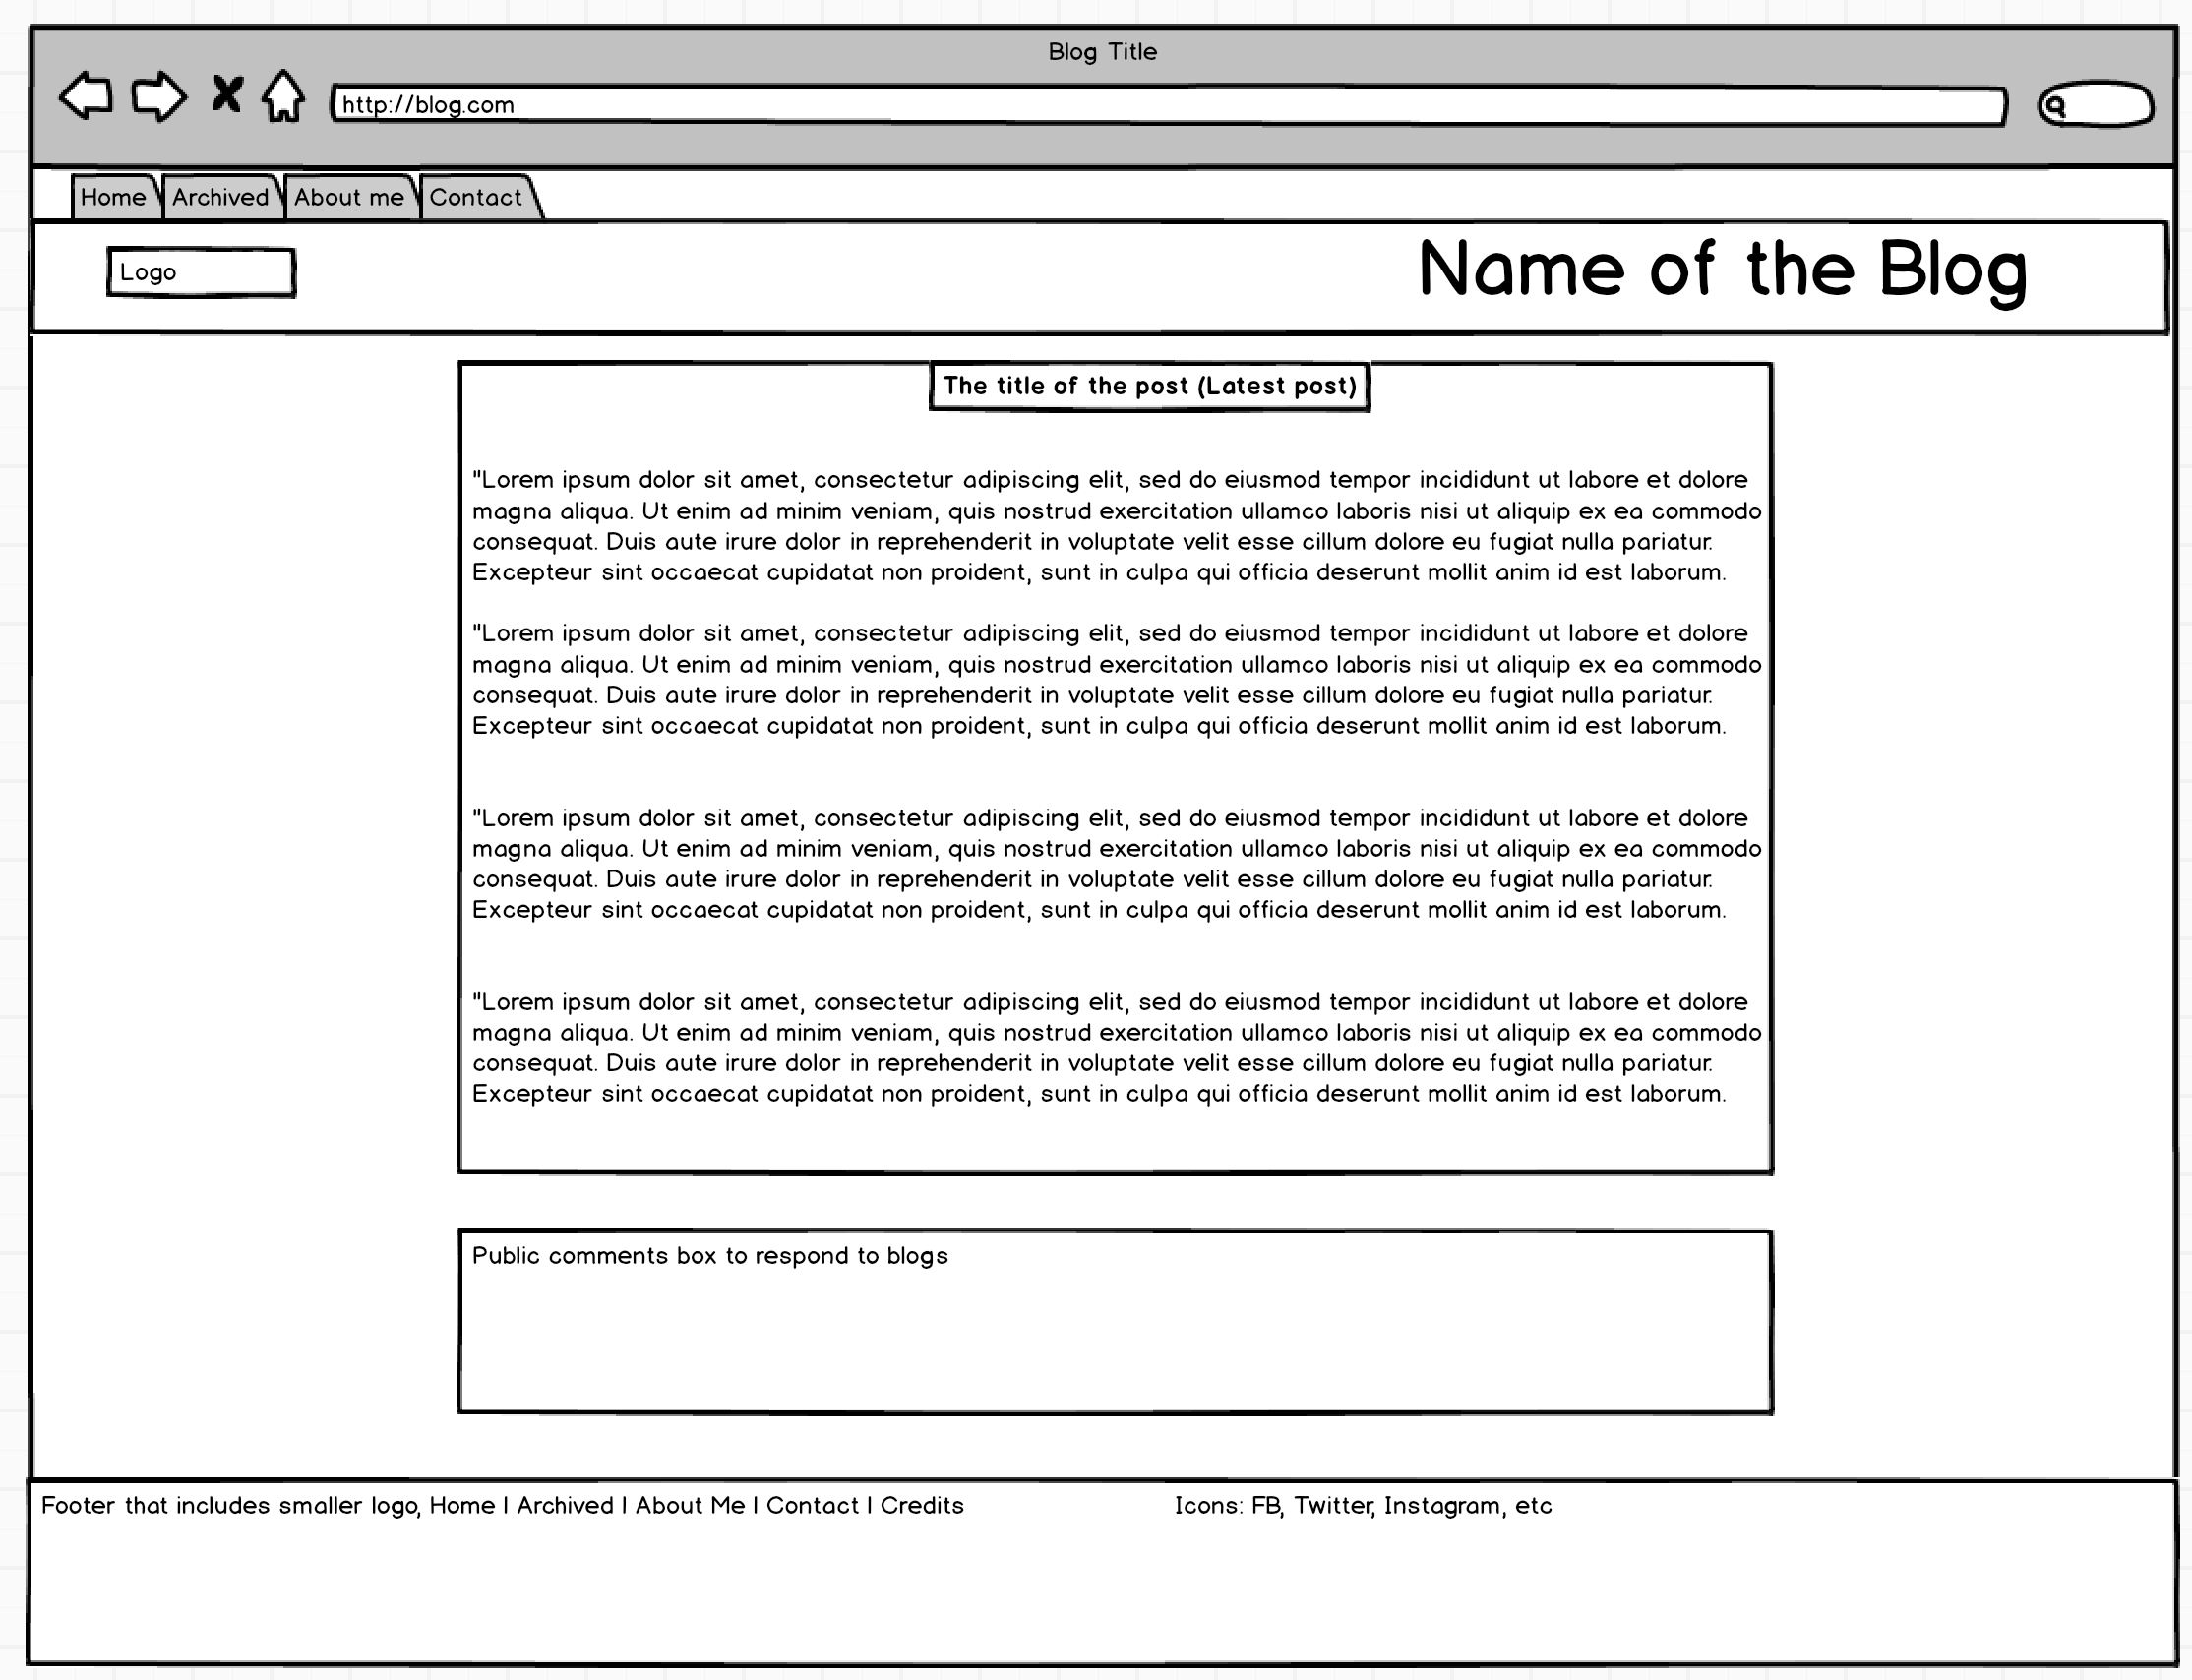 Blog Title
http://blog.com
Home Archived About me Contact
Logo
Name of the Blog
The title of the post (Latest post)
"Lorem ipsum dolor sit amet, consectetur adipiscing elit, sed do eiusmod tempor incididunt ut labore et dolore
magna aliqua. Ut enim ad minim veniam, quis nostrud exercitation ullamco laboris nisi ut aliquip ex ea commodo
consequat. Duis aute irure dolor in reprehenderit in voluptate velit esse cillum dolore eu fugiat nulla pariatur.
Excepteur sint occaecat cupidatat non proident, sunt in culpa qui officia deserunt mollit anim id est laborum.
"Lorem ipsum dolor sit amet, consectetur adipiscing elit, sed do eiusmod tempor incididunt ut labore et dolore
magna aliqua. Ut enim ad minim veniam, quis nostrud exercitation ullamco laboris nisi ut aliquip ex ea commodo
consequat. Duis aute irure dolor in reprehenderit in voluptate velit esse cillum dolore eu fugiat nulla pariatur.
Excepteur sint occaecat cupidatat non proident, sunt in culpa qui officia deserunt mollit anim id est laborum.
"Lorem ipsum dolor sit amet, consectetur adipiscing elit, sed do eiusmod tempor incididunt ut labore et dolore
magna aliqua. Ut enim ad minim veniam, quis nostrud exercitation ullamco laboris nisi ut aliquip ex ea commodo
consequat. Duis aute irure dolor in reprehenderit in voluptate velit esse cillum dolore eu fugiat nulla pariatur.
Excepteur sint occaecat cupidatat non proident, sunt in culpa qui officia deserunt mollit anim id est laborum.
"Lorem ipsum dolor sit amet, consectetur adipiscing elit, sed do eiusmod tempor incididunt ut labore et dolore
magna aliqua. Ut enim ad minim veniam, quis nostrud exercitation ullamco laboris nisi ut aliquip ex ea commodo
consequat. Duis aute irure dolor in reprehenderit in voluptate velit esse cillum dolore eu fugiat nulla pariatur.
Excepteur sint occaecat cupidatat non proident, sunt in culpa qui officia deserunt mollit anim id est laborum.
Public comments box to respond to blogs
Footer that includes smaller logo, Home | Archived | About Me | Contact | Credits
Icons: FB, Twitter, Instagram, etc